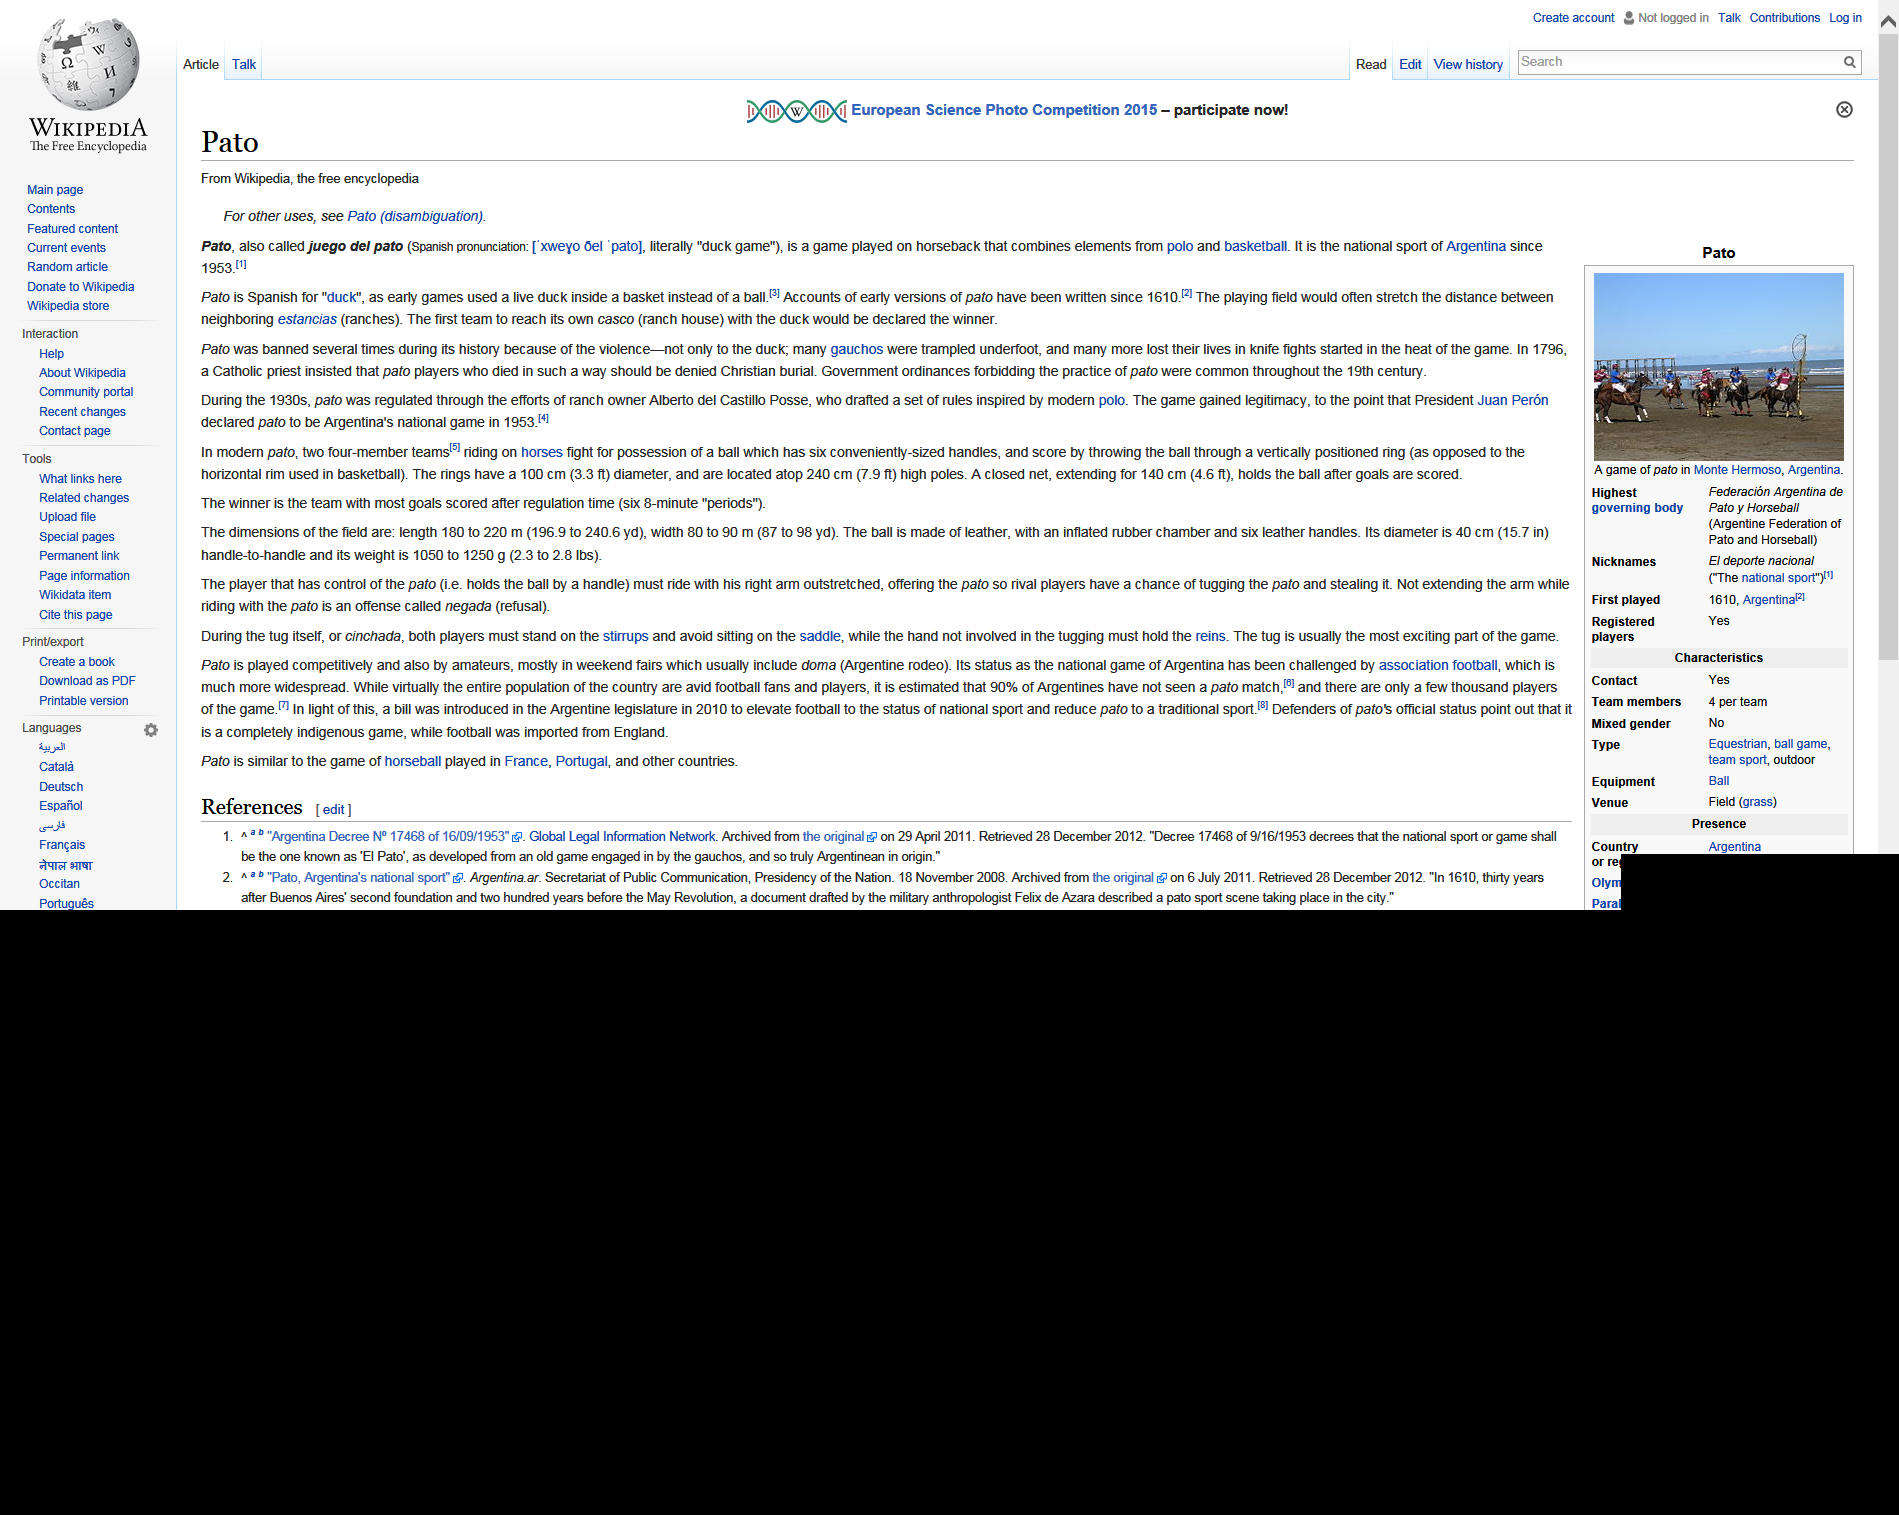 Create account Not logged in Talk Contributions Log in
Article Talk Read Edit View history Search
WIKIPEDIA
The Free Encyclopedia
Main page
Contents
Featured content
Current events
Random article
Donate to Wikipedia
Wikipedia store
Interaction
Help
About Wikipedia
Community portal
Recent changes
Contact page
Tools
What links here
Related changes
Upload file
Special pages
Permanent link
Page information
Wikidata item
Cite this page
Print/export
Create a book
Download as PDF
Printable version
Languages
العربية
Català
Deutsch
Español
فارسی
Français
नेपाल भाषा
Occitan
Português
European Science Photo Competition 2015 – participate now!
Pato
From Wikipedia, the free encyclopedia
For other uses, see Pato (disambiguation).
Pato, also called juego del pato (Spanish pronunciation: [ˈxweɣo ðel ˈpato], literally "duck game"), is a game played on horseback that combines elements from polo and basketball. It is the national sport of Argentina since
1953.[1]
Pato is Spanish for "duck", as early games used a live duck inside a basket instead of a ball.[3] Accounts of early versions of pato have been written since 1610.[2] The playing field would often stretch the distance between
neighboring estancias (ranches). The first team to reach its own casco (ranch house) with the duck would be declared the winner.
Pato was banned several times during its history because of the violence—not only to the duck; many gauchos were trampled underfoot, and many more lost their lives in knife fights started in the heat of the game. In 1796,
a Catholic priest insisted that pato players who died in such a way should be denied Christian burial. Government ordinances forbidding the practice of pato were common throughout the 19th century.
During the 1930s, pato was regulated through the efforts of ranch owner Alberto del Castillo Posse, who drafted a set of rules inspired by modern polo. The game gained legitimacy, to the point that President Juan Perón
declared pato to be Argentina's national game in 1953.[4]
In modern pato, two four-member teams[5] riding on horses fight for possession of a ball which has six conveniently-sized handles, and score by throwing the ball through a vertically positioned ring (as opposed to the
horizontal rim used in basketball). The rings have a 100 cm (3.3 ft) diameter, and are located atop 240 cm (7.9 ft) high poles. A closed net, extending for 140 cm (4.6 ft), holds the ball after goals are scored.
The winner is the team with most goals scored after regulation time (six 8-minute "periods").
The dimensions of the field are: length 180 to 220 m (196.9 to 240.6 yd), width 80 to 90 m (87 to 98 yd). The ball is made of leather, with an inflated rubber chamber and six leather handles. Its diameter is 40 cm (15.7 in)
handle-to-handle and its weight is 1050 to 1250 g (2.3 to 2.8 lbs).
The player that has control of the pato (i.e. holds the ball by a handle) must ride with his right arm outstretched, offering the pato so rival players have a chance of tugging the pato and stealing it. Not extending the arm while
riding with the pato is an offense called negada (refusal).
During the tug itself, or cinchada, both players must stand on the stirrups and avoid sitting on the saddle, while the hand not involved in the tugging must hold the reins. The tug is usually the most exciting part of the game.
Pato is played competitively and also by amateurs, mostly in weekend fairs which usually include doma (Argentine rodeo). Its status as the national game of Argentina has been challenged by association football, which is
much more widespread. While virtually the entire population of the country are avid football fans and players, it is estimated that 90% of Argentines have not seen a pato match,[6] and there are only a few thousand players
of the game.[7] In light of this, a bill was introduced in the Argentine legislature in 2010 to elevate football to the status of national sport and reduce pato to a traditional sport.[8] Defenders of pato's official status point out that it
is a completely indigenous game, while football was imported from England.
Pato is similar to the game of horseball played in France, Portugal, and other countries.
References [ edit ]
1. ^ a b "Argentina Decree Nº 17468 of 16/09/1953". Global Legal Information Network. Archived from the original on 29 April 2011. Retrieved 28 December 2012. "Decree 17468 of 9/16/1953 decrees that the national sport or game shall
be the one known as 'El Pato', as developed from an old game engaged in by the gauchos, and so truly Argentinean in origin."
2. ^ a b "Pato, Argentina's national sport". Argentina.ar. Secretariat of Public Communication, Presidency of the Nation. 18 November 2008. Archived from the original on 6 July 2011. Retrieved 28 December 2012. "In 1610, thirty years
after Buenos Aires' second foundation and two hundred years before the May Revolution, a document drafted by the military anthropologist Felix de Azara described a pato sport scene taking place in the city."
Pato
A game of pato in Monte Hermoso, Argentina.
Highest Federación Argentina de
governing body Pato y Horseball
(Argentine Federation of
Pato and Horseball)
Nicknames El deporte nacional
("The national sport")[1]
First played 1610, Argentina[2]
Registered Yes
players
Characteristics
Contact Yes
Team members 4 per team
Mixed gender No
Type Equestrian, ball game,
team sport, outdoor
Equipment Ball
Venue Field (grass)
Presence
Country Argentina
or re
Olym
Paral